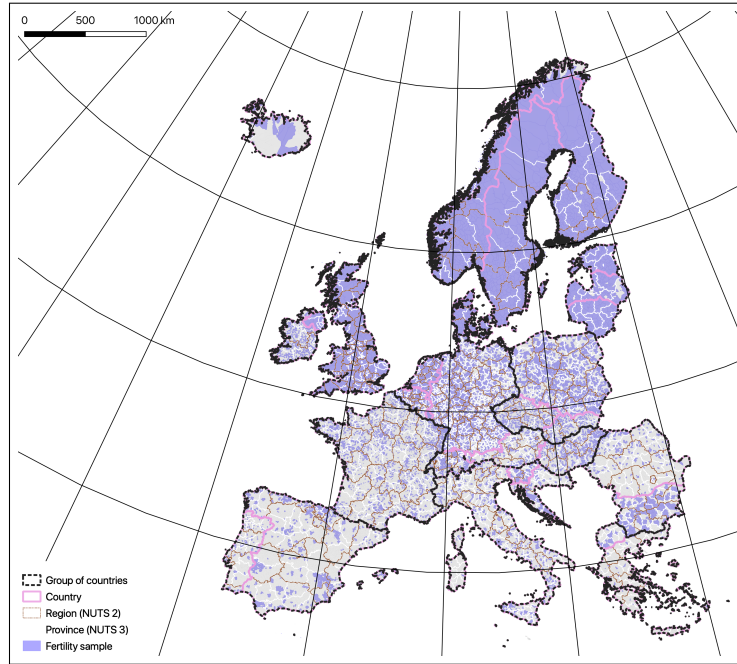 0 500 1000 km
Group of countries
Country
Region (NUTS 2)
Province (NUTS 3)
Fertility sample